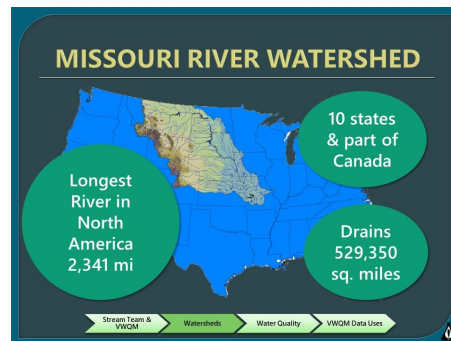 MISSOURI RIVER WATERSHED
10 states
& part of
Canada
Longest
River in
North
America
2,341 mi
Drains
529,350
sq. miles
Stream Team &
VWQM
Watersheds
Water Quality
VWQM Data Uses